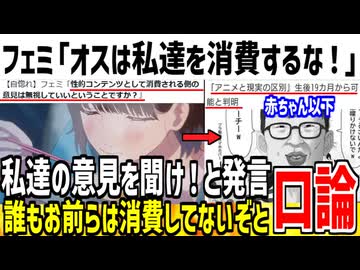 フェミ「オスは私達を消費するな！」
【自惚れ】フェミ「性的コンテンツとして消費される側の
意見は無視していいということですか？」
「アニメと現実の区別」生後19カ月から可
能と判明
赤ちゃん以下
私達の意見を聞け！と発言
誰もお前らは消費してないぞと口論